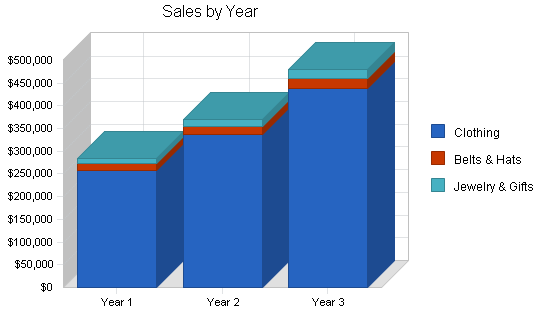 Sales by Year
$500,000
$450,000
$400,000
$350,000
$300,000
$250,000
$200,000
$150,000
$100,000
$50,000
$0
Year 1
Year 2
Year 3
Clothing
Belts & Hats
Jewelry & Gifts